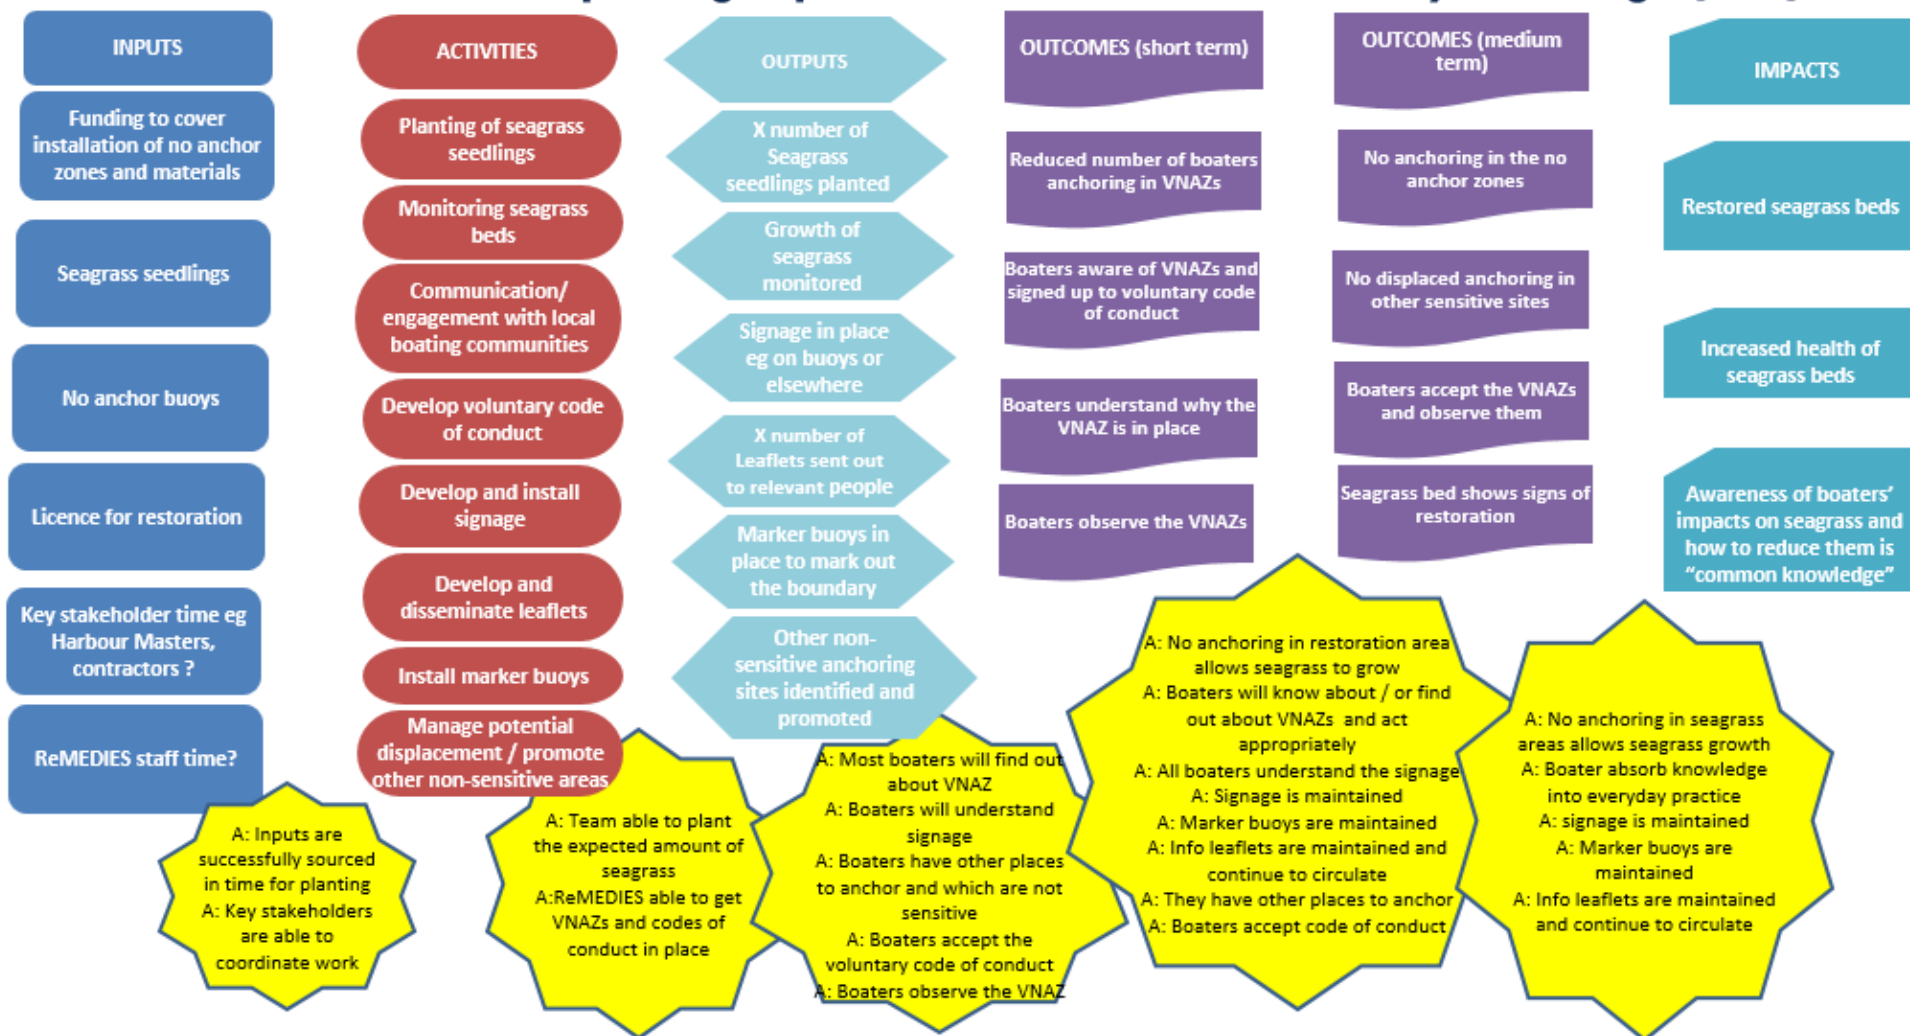 INPUTS
Funding to cover
installation of no anchor
zones and materials
Seagrass seedlings
No anchor buoys
Licence for restoration
Key stakeholder time eg
Harbour Masters,
contractors ?
ReMEDIES staff time?
ACTIVITIES
Planting of seagrass
seedlings
Monitoring seagrass
beds
Communication/
engagement with local
boating communities
Develop voluntary code
of conduct
Develop and install
signage
Develop and
disseminate leaflets
Install marker buoys
Manage potential
displacement / promote
other non-sensitive areas
OUTPUTS
X number of
Seagrass
seedlings planted
Growth of
seagrass
monitored
Signage in place
eg on buoys or
elsewhere
X number of
Leaflets sent out
to relevant people
Marker buoys in
place to mark out
the boundary
Other non-
sensitive anchoring
sites identified and
promoted
OUTCOMES (short term)
Reduced number of boaters
anchoring in VNAZs
Boaters aware of VNAZs and
signed up to voluntary code
of conduct
Boaters understand why the
VNAZ is in place
Boaters observe the VNAZs
OUTCOMES (medium
term)
No anchoring in the no
anchor zones
No displaced anchoring in
other sensitive sites
Boaters accept the VNAZs
and observe them
Seagrass bed shows signs of
restoration
IMPACTS
Restored seagrass beds
Increased health of
seagrass beds
Awareness of boaters'
impacts on seagrass and
how to reduce them is
“common knowledge”
A: Inputs are
successfully sourced
in time for planting
A: Key stakeholders
are able to
coordinate work
A: Team able to plant
the expected amount of
seagrass
A:ReMEDIES able to get
VNAZs and codes of
conduct in place
A: Most boaters will find out
about VNAZ
A: Boaters will understand
signage
A: Boaters have other places
to anchor and which are not
sensitive
A: Boaters accept the
voluntary code of conduct
A: Boaters observe the VNAZ
A: No anchoring in restoration area
allows seagrass to grow
A: Boaters will know about / or find
out about VNAZs and act
appropriately
A: All boaters understand the signage
A: Signage is maintained
A: Marker buoys are maintained
A: Info leaflets are maintained and
continue to circulate
A: They have other places to anchor
A: Boaters accept code of conduct
A: No anchoring in seagrass
areas allows seagrass growth
A: Boater absorb knowledge
into everyday practice
A: signage is maintained
A: Marker buoys are
maintained
A: Info leaflets are maintained
and continue to circulate